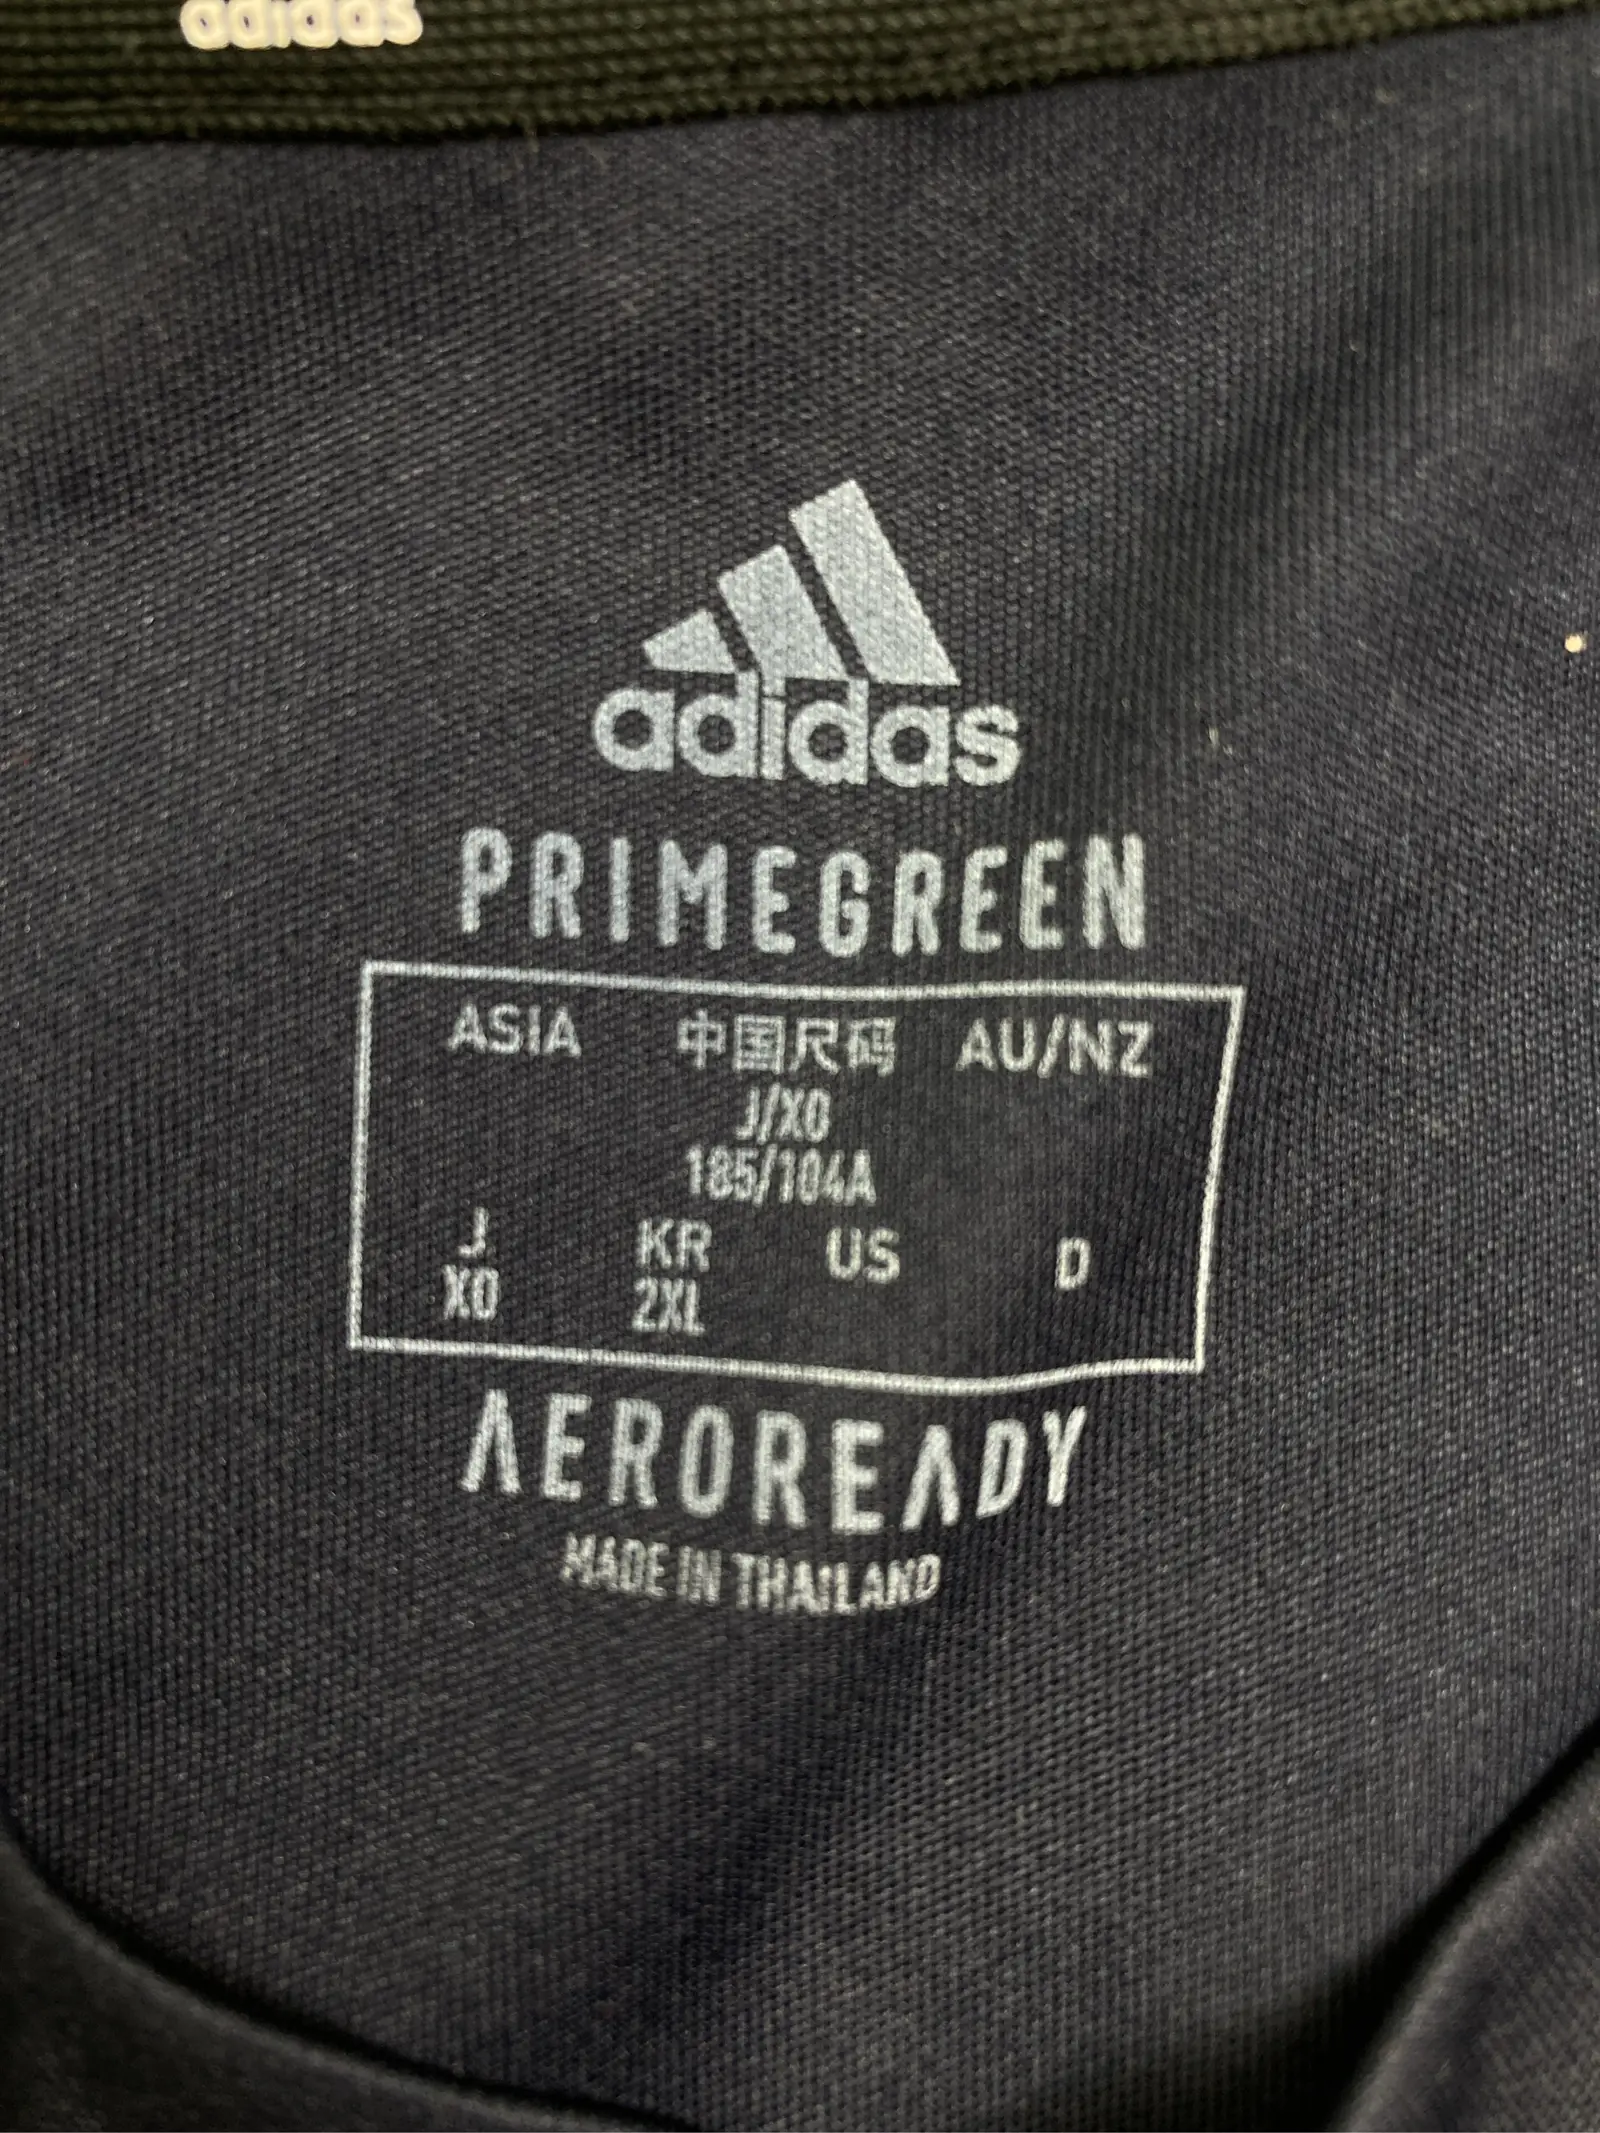 adidas
adidas
PRIMEGREEN
ASIA 中国尺码 AU/NZ
J/XO
185/104A
J. KR US D
XO 2XL
AEROREADY
MADE IN THAILAND